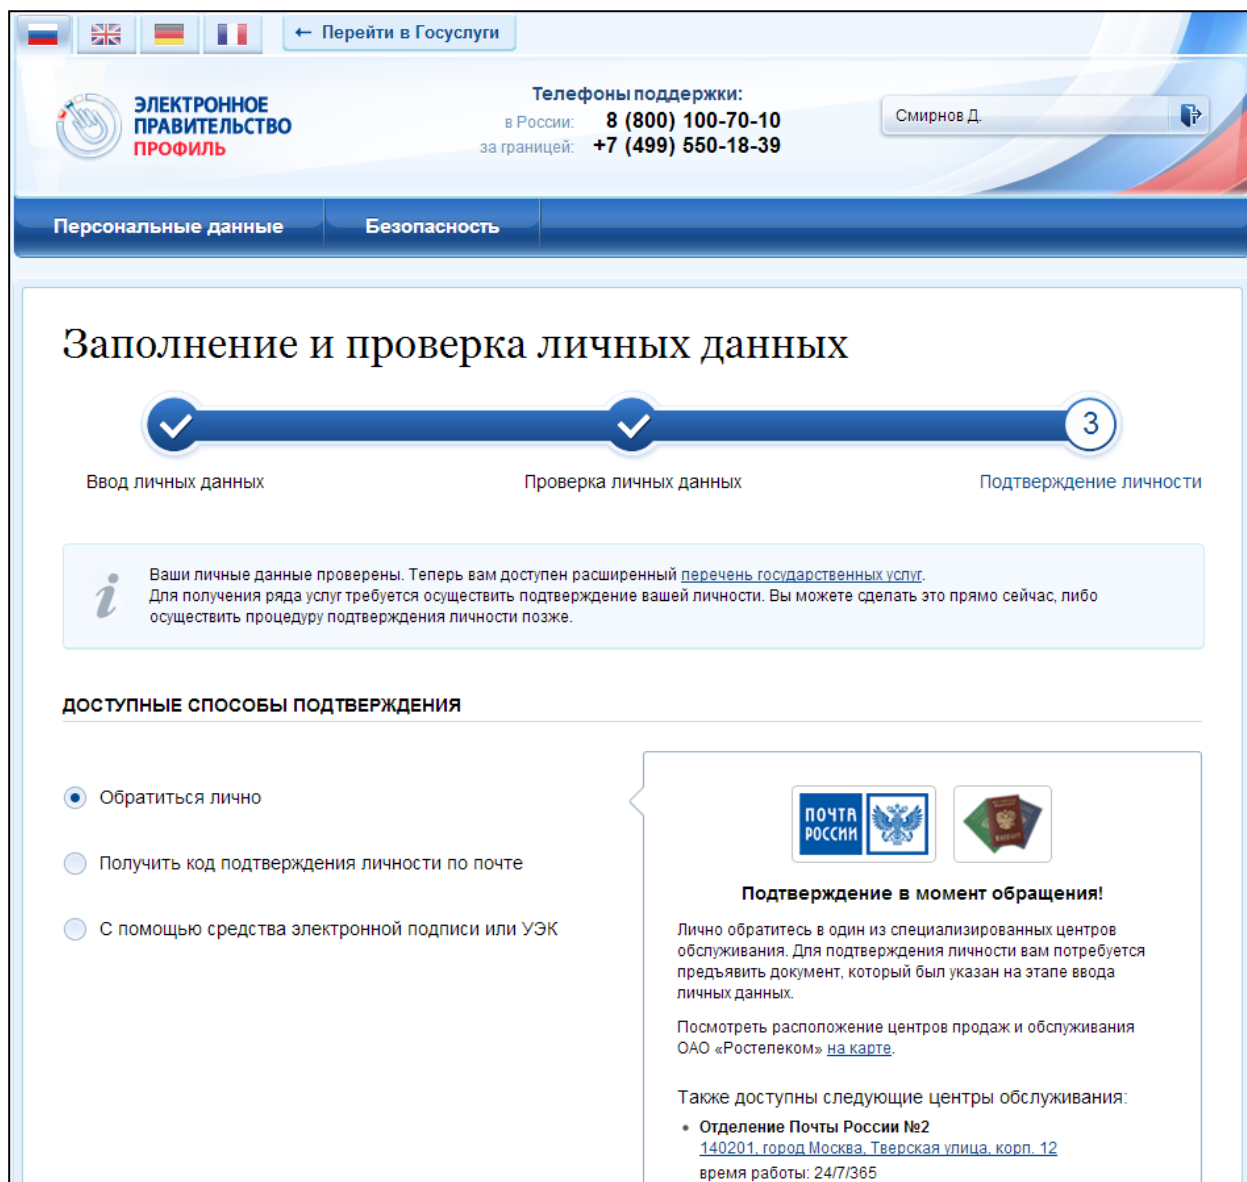 ← Перейти в Госуслуги
ЭЛЕКТРОННОЕ
ПРАВИТЕЛЬСТВО
ПРОФИЛЬ
Телефоны поддержки:
в России: 8 (800) 100-70-10
за границей: +7 (499) 550-18-39
Смирнов Д.
Персональные данные
Безопасность
Заполнение и проверка личных данных
3
Ввод личных данных
Проверка личных данных
Подтверждение личности
i
Ваши личные данные проверены. Теперь вам доступен расширенный перечень государственных услуг.
Для получения ряда услуг требуется осуществить подтверждение вашей личности. Вы можете сделать это прямо сейчас, либо
осуществить процедуру подтверждения личности позже.
ДОСТУПНЫЕ СПОСОБЫ ПОДТВЕРЖДЕНИЯ
Обратиться лично
Получить код подтверждения личности по почте
С помощью средства электронной подписи или УЭК
ПОЧТА
РОССИИ
Подтверждение в момент обращения!
Лично обратитесь в один из специализированных центров
обслуживания. Для подтверждения личности вам потребуется
предъявить документ, который был указан на этапе ввода
личных данных.
Посмотреть расположение центров продаж и обслуживания
ОАО «Ростелеком» на карте.
Также доступны следующие центры обслуживания:
• Отделение Почты России №2
140201, город Москва, Тверская улица, корп. 12
время работы: 24/7/365